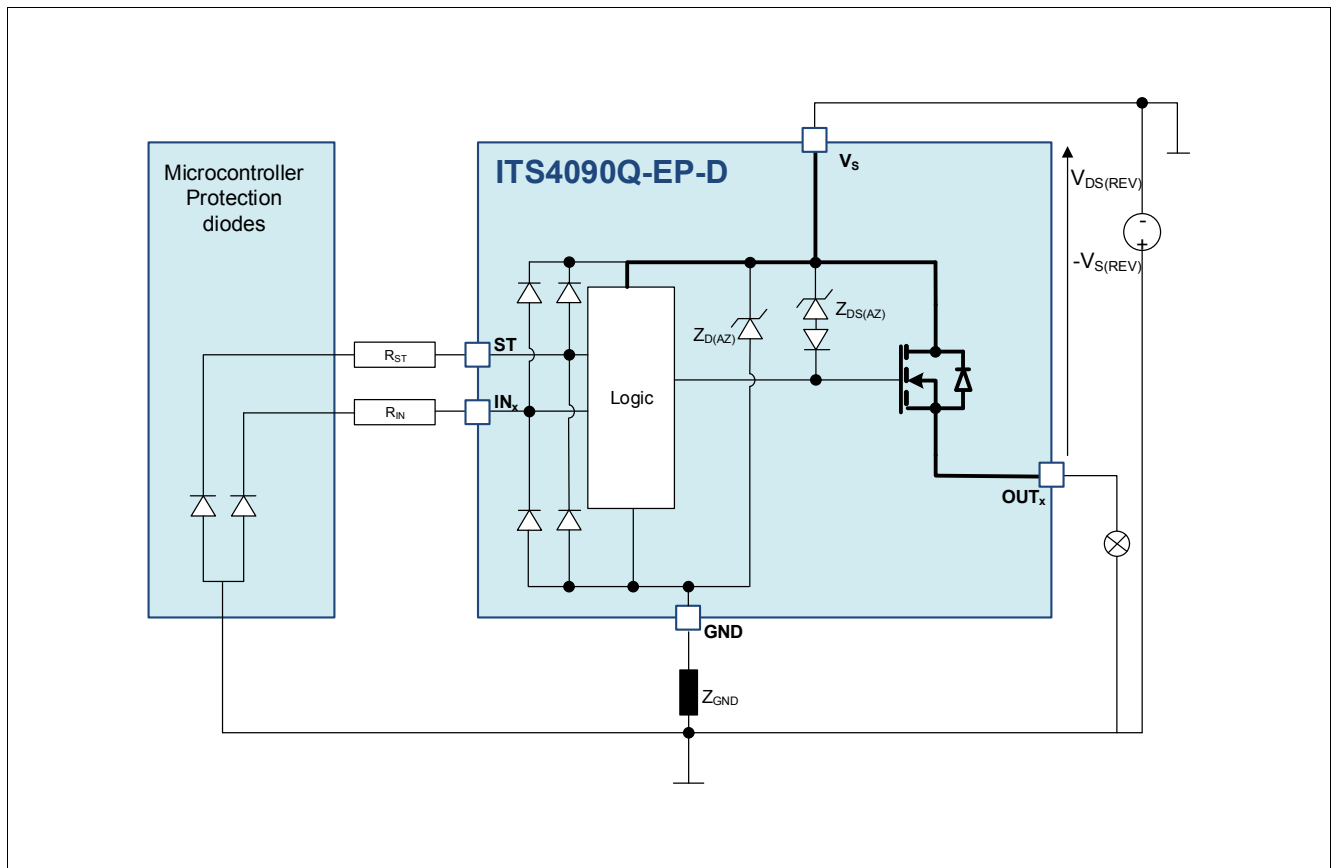 Microcontroller
Protection
diodes
ITS4090Q-EP-D
VS
VDS(REV)
-
+
-VS(REV)
ZD(AZ)
ZDS(AZ)
RST
ST
RIN
INx
Logic
OUTx
GND
ZGND